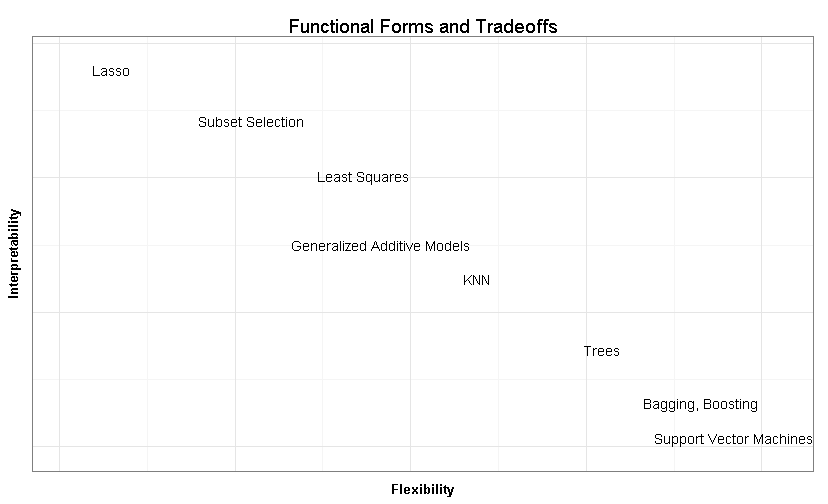 Functional Forms and Tradeoffs
Lasso
Subset Selection
Least Squares
Interpretability
Generalized Additive Models
KNN
Trees
Bagging, Boosting
Support Vector Machines
Flexibility